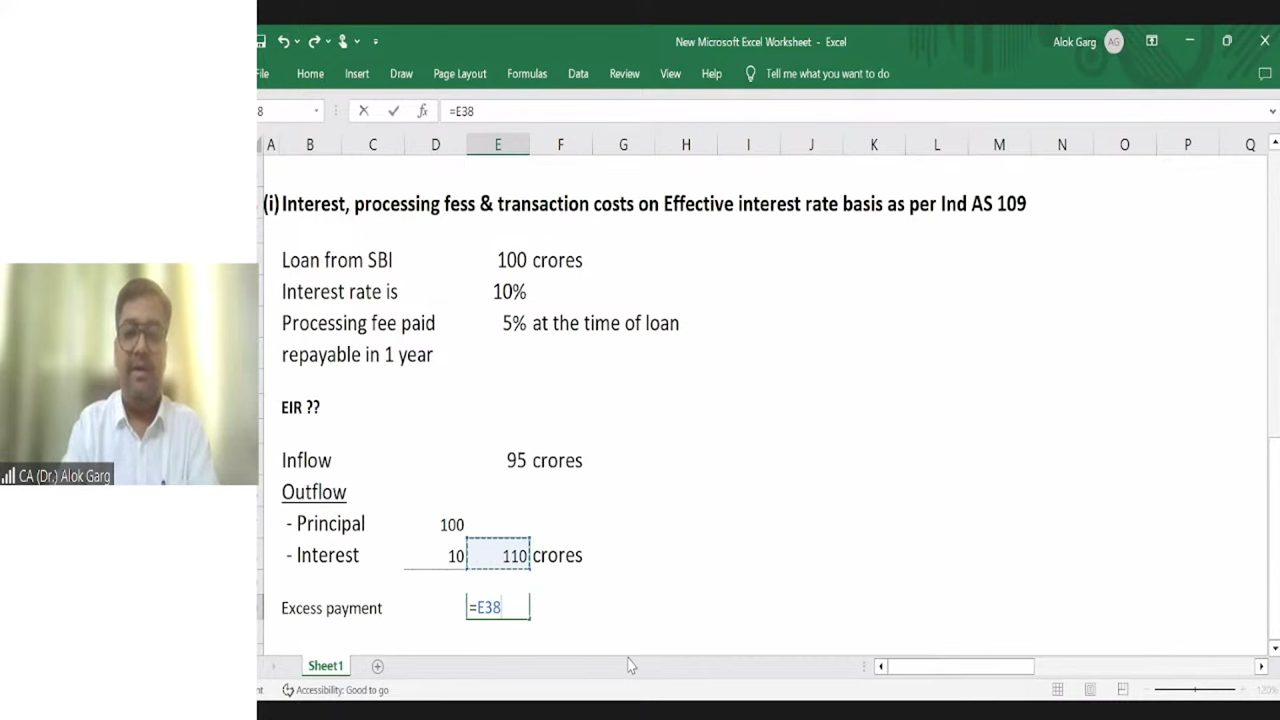 New Microsoft Excel Worksheet - Excel
Alok Garg AG
File Home Insert Draw Page Layout Formulas Data Review View Help Tell me what you want to do
8 fx =E38
A B C D E F G H I J K L M N O P Q
(i) Interest, processing fess & transaction costs on Effective interest rate basis as per Ind AS 109
Loan from SBI 100 crores
Interest rate is 10%
Processing fee paid 5% at the time of loan
repayable in 1 year
EIR ??
Inflow 95 crores
CA (Dr.) Alok Garg
Outflow
- Principal 100
- Interest 10 110 crores
Excess payment =E38
Sheet1
Accessibility: Good to go
120%